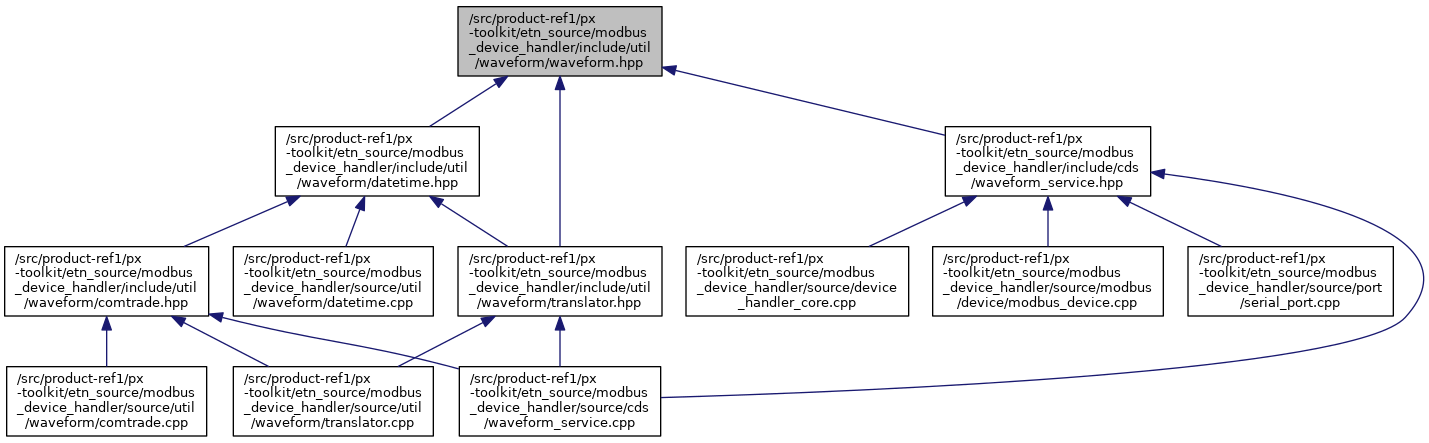 /src/product-ref1/px
-toolkit/etn_source/modbus
_device_handler/include/util
/waveform/waveform.hpp
/src/product-ref1/px
-toolkit/etn_source/modbus
_device_handler/include/util
/waveform/datetime.hpp
/src/product-ref1/px
-toolkit/etn_source/modbus
_device_handler/include/cds
/waveform_service.hpp
/src/product-ref1/px
-toolkit/etn_source/modbus
_device_handler/include/util
/waveform/comtrade.hpp
/src/product-ref1/px
-toolkit/etn_source/modbus
_device_handler/source/util
/waveform/datetime.cpp
/src/product-ref1/px
-toolkit/etn_source/modbus
_device_handler/include/util
/waveform/translator.hpp
/src/product-ref1/px
-toolkit/etn_source/modbus
_device_handler/source/device
_handler_core.cpp
/src/product-ref1/px
-toolkit/etn_source/modbus
_device_handler/source/modbus
/device/modbus_device.cpp
/src/product-ref1/px
-toolkit/etn_source/modbus
_device_handler/source/port
/serial_port.cpp
/src/product-ref1/px
-toolkit/etn_source/modbus
_device_handler/source/util
/waveform/comtrade.cpp
/src/product-ref1/px
-toolkit/etn_source/modbus
_device_handler/source/util
/waveform/translator.cpp
/src/product-ref1/px
-toolkit/etn_source/modbus
_device_handler/source/cds
/waveform_service.cpp